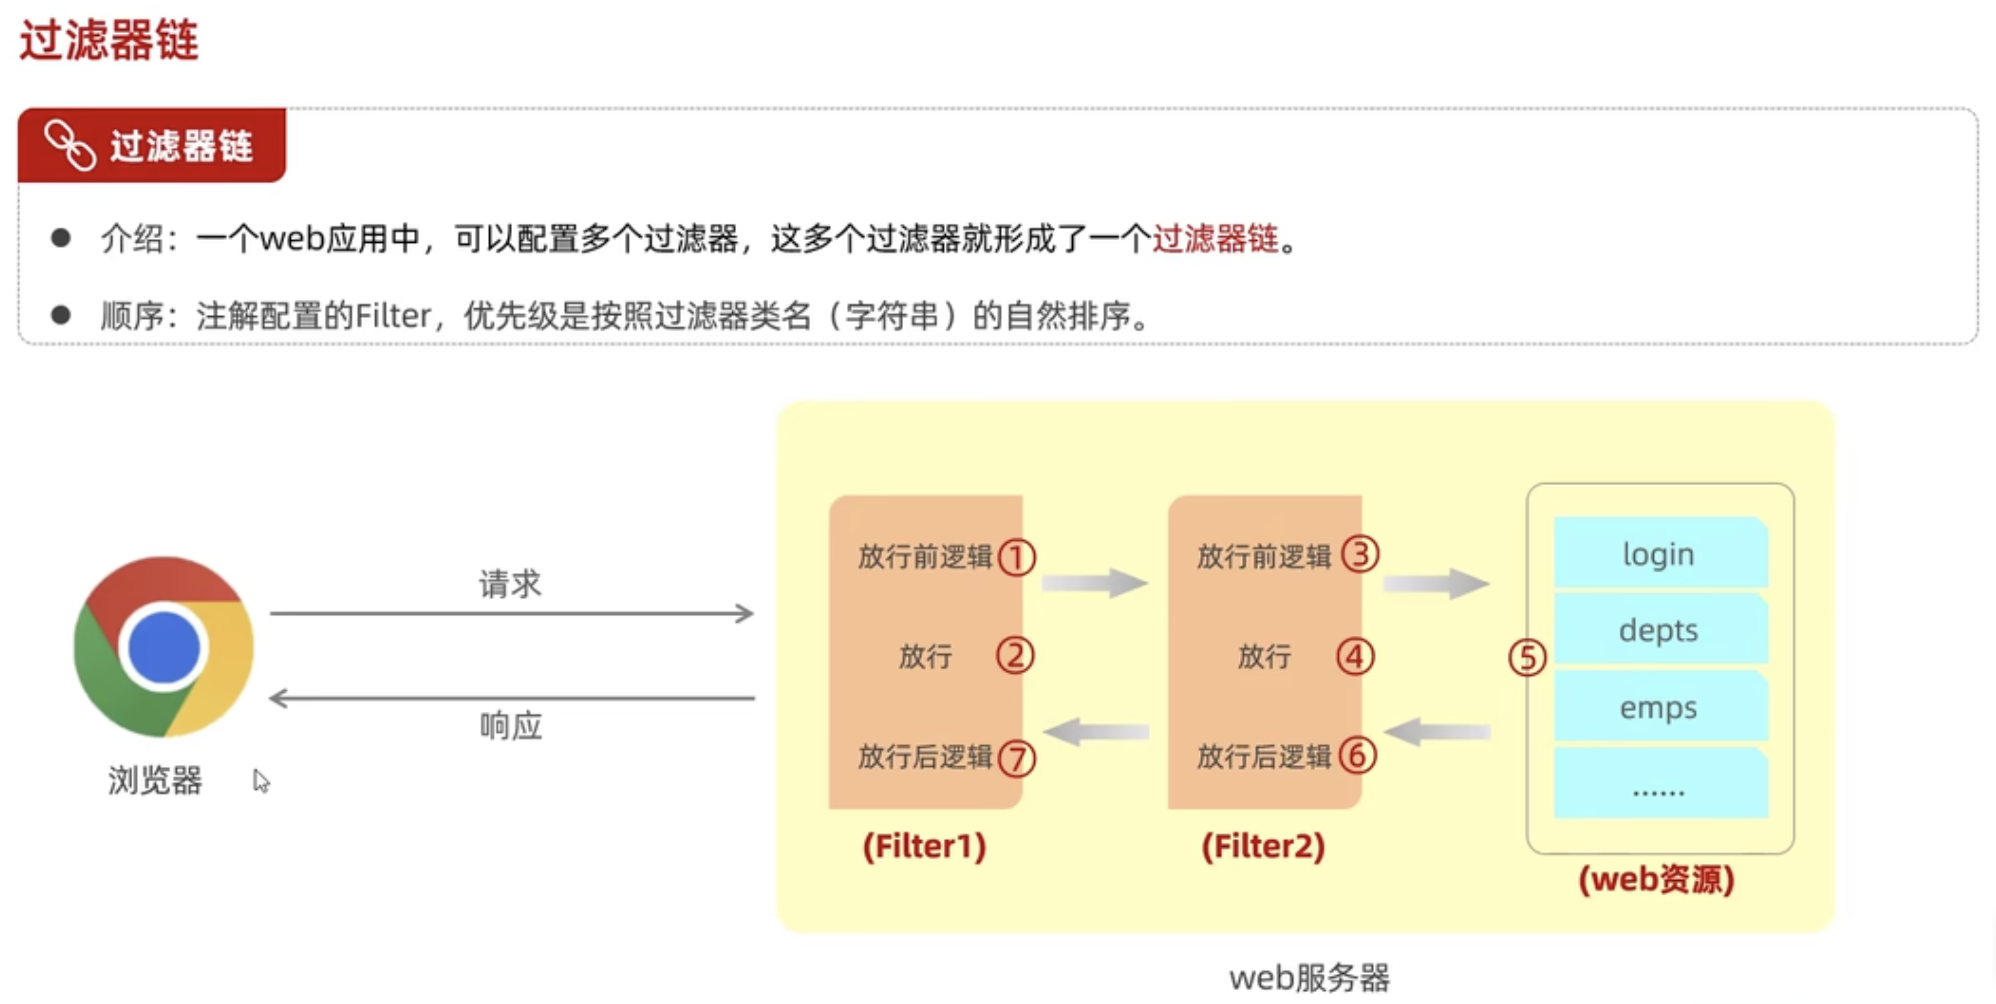 过滤器链
过滤器链
● 介绍：一个web应用中，可以配置多个过滤器，这多个过滤器就形成了一个过滤器链。
● 顺序：注解配置的Filter，优先级是按照过滤器类名（字符串）的自然排序。
浏览器
请求
响应
放行前逻辑①
放行 ②
放行后逻辑⑦
(Filter1)
放行前逻辑③
放行 ④
放行后逻辑⑥
(Filter2)
⑤
login
depts
emps
……
(web资源)
web服务器